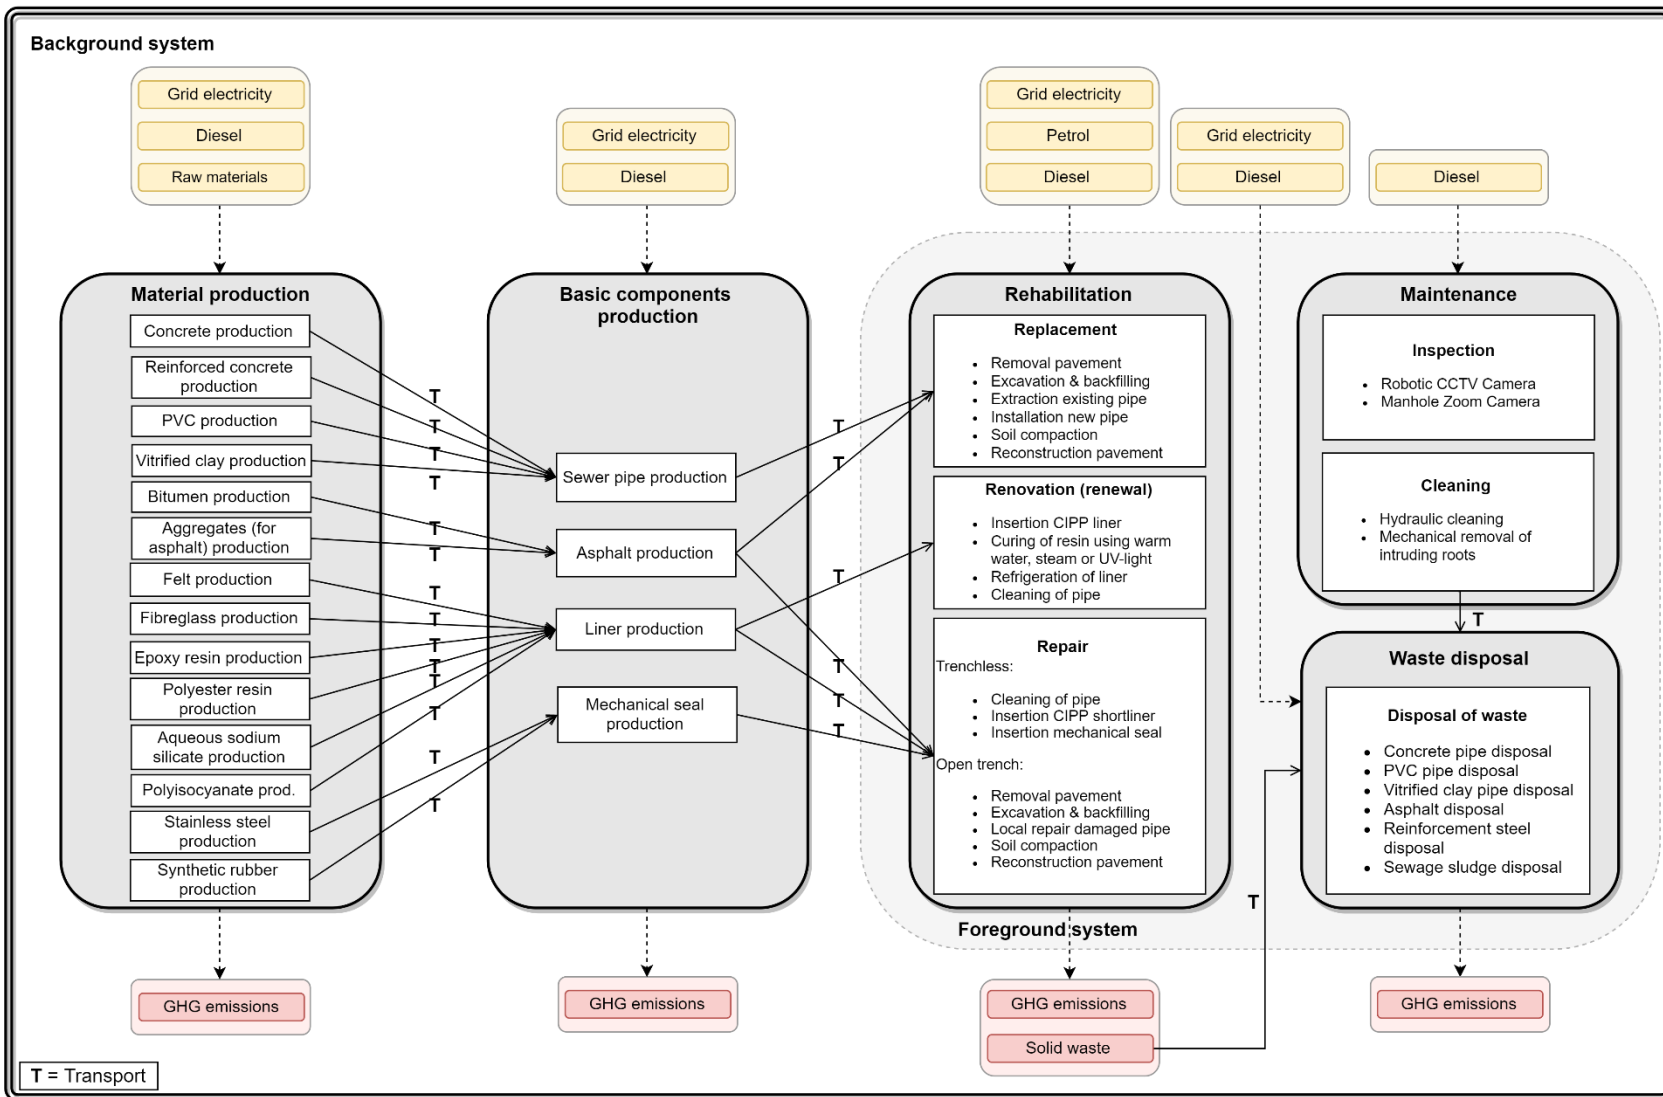 Background system
Grid electricity
Diesel
Raw materials
Grid electricity
Diesel
Grid electricity
Petrol
Diesel
Grid electricity
Diesel
Diesel
Material production
Concrete production
Reinforced concrete
production
PVC production
Vitrified clay production
Bitumen production
Aggregates (for
asphalt) production
Felt production
Fibreglass production
Epoxy resin production
Polyester resin
production
Aqueous sodium
silicate production
Polyisocyanate prod.
Stainless steel
production
Synthetic rubber
production
T
T
T
T
T
T
T
T
T
T
T
T
T
T
Basic components
production
Sewer pipe production
Asphalt production
Liner production
Mechanical seal
production
T
T
T
T
T
T
Rehabilitation
Replacement
• Removal pavement
• Excavation & backfilling
• Extraction existing pipe
• Installation new pipe
• Soil compaction
• Reconstruction pavement
Renovation (renewal)
• Insertion CIPP liner
• Curing of resin using warm
water, steam or UV-light
• Refrigeration of liner
• Cleaning of pipe
Repair
Trenchless:
• Cleaning of pipe
• Insertion CIPP shortliner
• Insertion mechanical seal
Open trench:
• Removal pavement
• Excavation & backfilling
• Local repair damaged pipe
• Soil compaction
• Reconstruction pavement
Maintenance
Inspection
• Robotic CCTV Camera
• Manhole Zoom Camera
Cleaning
• Hydraulic cleaning
• Mechanical removal of
intruding roots
T
Waste disposal
Disposal of waste
• Concrete pipe disposal
• PVC pipe disposal
• Vitrified clay pipe disposal
• Asphalt disposal
• Reinforcement steel
disposal
• Sewage sludge disposal
T
Foreground system
GHG emissions
GHG emissions
GHG emissions
Solid waste
GHG emissions
T = Transport